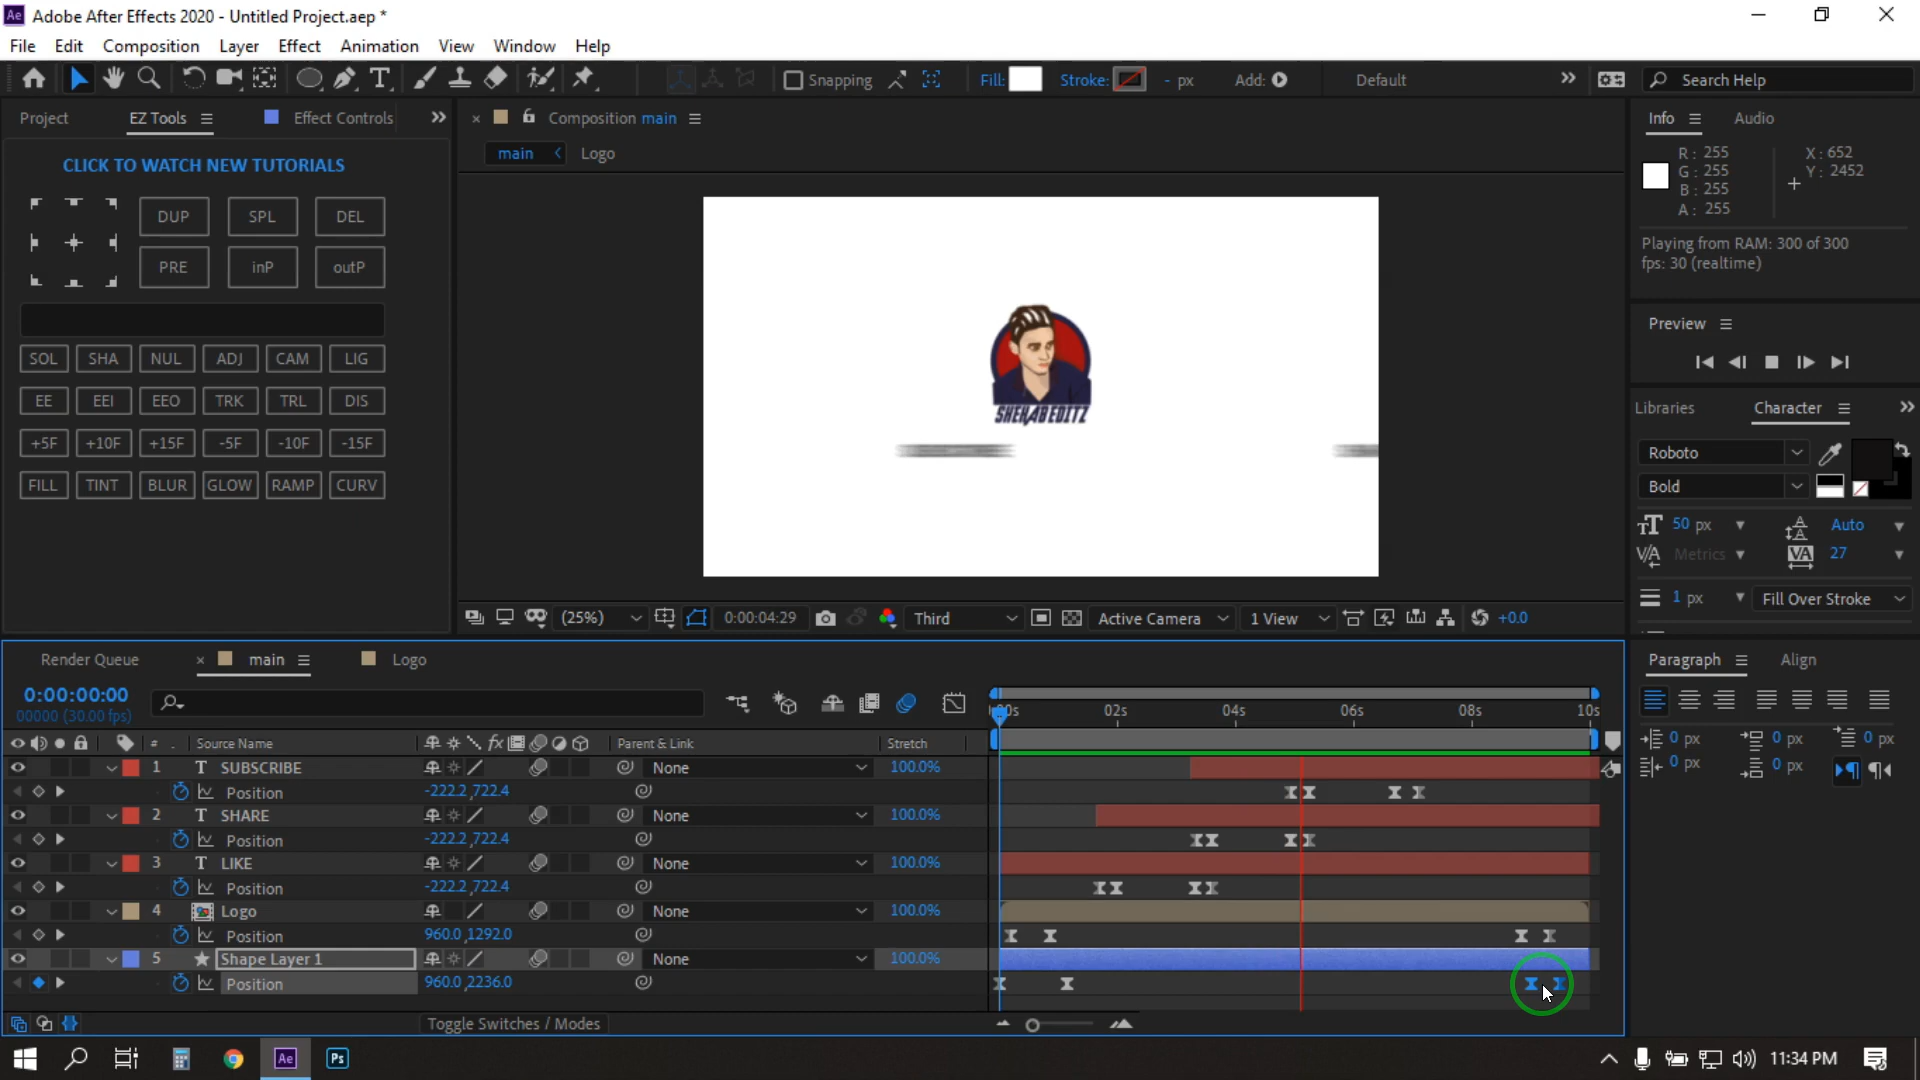 Ae Adobe After Effects 2020 - Untitled Project.aep *
File Edit Composition Layer Effect Animation View Window Help
Snapping Fill: Stroke: - px Add: Default Search Help
Project EZ Tools Effect Controls
× Composition main
Info Audio
main < Logo
CLICK TO WATCH NEW TUTORIALS
DUP SPL DEL
PRE inP outP
SOL SHA NUL ADJ CAM LIG
EE EEI EEO TRK TRL DIS
+5F +10F +15F -5F -10F -15F
FILL TINT BLUR GLOW RAMP CURV
SHEHAB EDITZ
(25%) 0:00:04:29 Third Active Camera 1 View +0.0
R: 255 X: 652
G: 255 Y: 2452
B: 255
A: 255
Playing from RAM: 300 of 300
fps: 30 (realtime)
Preview
Libraries Character
Roboto
Bold
50 px Auto
Metrics 27
1 px Fill Over Stroke
Render Queue × main Logo
0:00:00:00
00000 (30.00 fps)
02s 04s 06s 08s 10s
# . Source Name Parent & Link Stretch
1 T SUBSCRIBE None 100.0%
Position -222.2,722.4
2 T SHARE None 100.0%
Position -222.2,722.4
3 T LIKE None 100.0%
Position -222.2,722.4
4 Logo None 100.0%
Position 960.0,1292.0
5 Shape Layer 1 None 100.0%
Position 960.0,2236.0
Toggle Switches / Modes
Paragraph Align
0 px 0 px 0 px
0 px 0 px
Ae Ps 11:34 PM